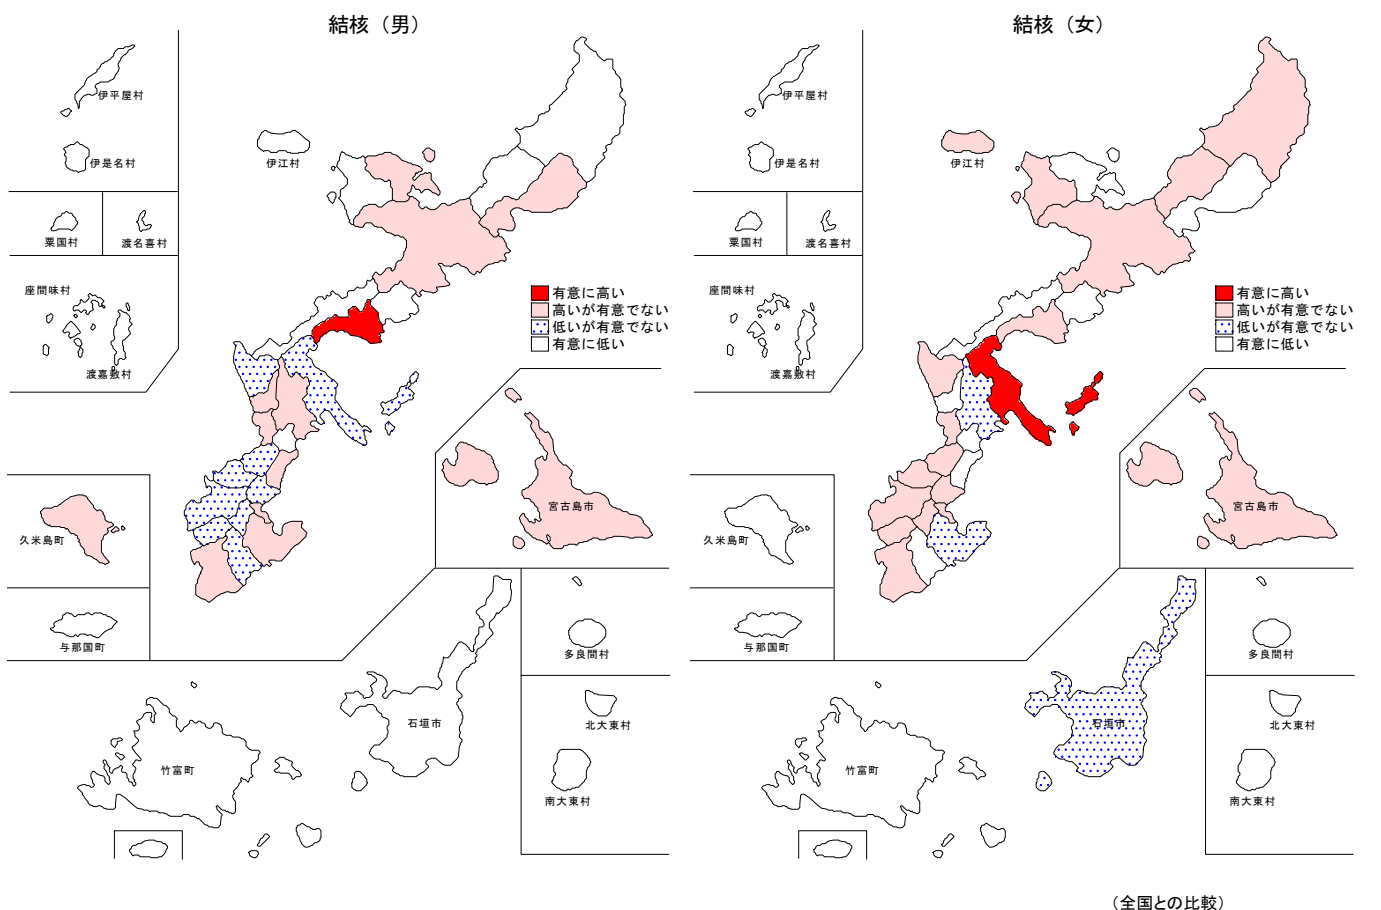 結核（男）
伊平屋村
伊是名村
伊江村
粟国村
渡名喜村
座間味村
渡嘉敷村
有意に高い
高いが有意でない
低いが有意でない
有意に低い
久米島町
宮古島市
与那国町
多良間村
石垣市
北大東村
竹富町
南大東村
結核（女）
伊平屋村
伊是名村
伊江村
粟国村
渡名喜村
座間味村
渡嘉敷村
有意に高い
高いが有意でない
低いが有意でない
有意に低い
久米島町
宮古島市
与那国町
多良間村
石垣市
北大東村
竹富町
南大東村
（全国との比較）